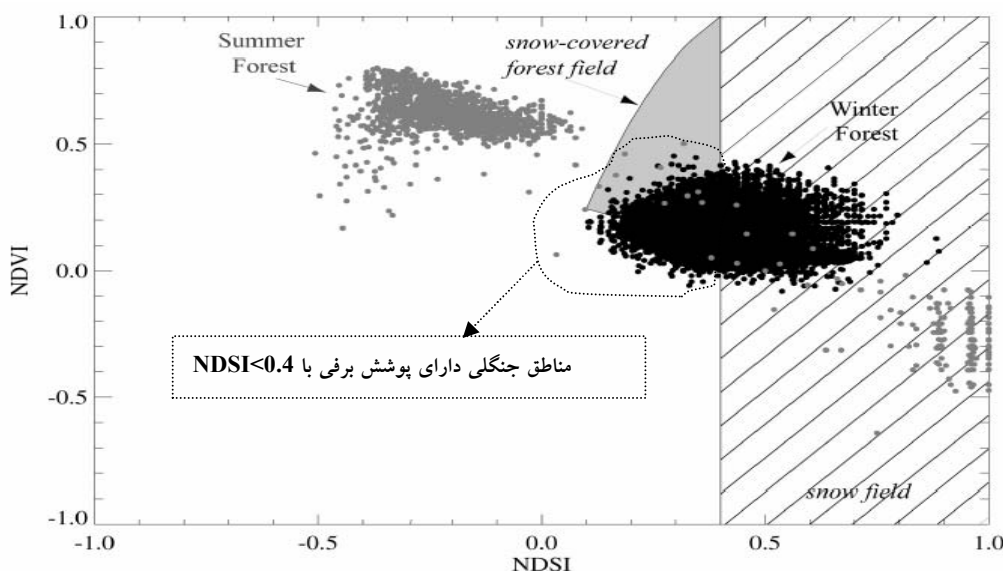 1.0
Summer
Forest
snow-covered
forest field
Winter
Forest
0.5
NDVI
0.0
مناطق جنگلی دارای پوشش برفی با NDSI<0.4
-0.5
snow field
-1.0
-1.0 -0.5 0.0 0.5 1.0
NDSI